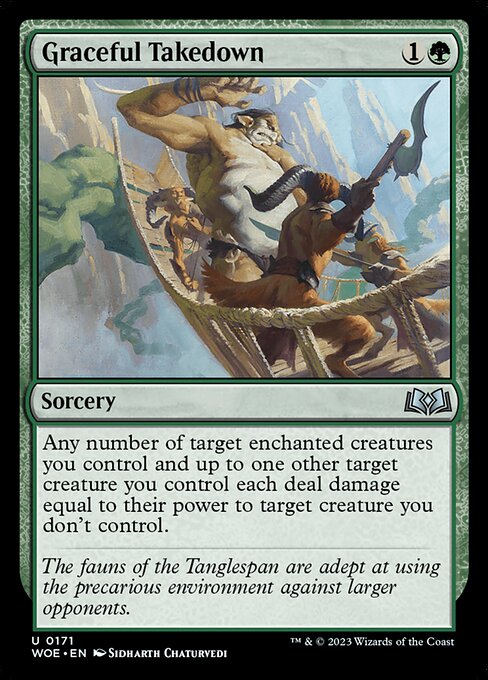 Graceful Takedown 1
Sorcery
Any number of target enchanted creatures
you control and up to one other target
creature you control each deal damage
equal to their power to target creature you
don't control.
The fauns of the Tanglespan are adept at using
the precarious environment against larger
opponents.
U 0171
WOE • EN Sidharth Chaturvedi
™ & © 2023 Wizards of the Coast